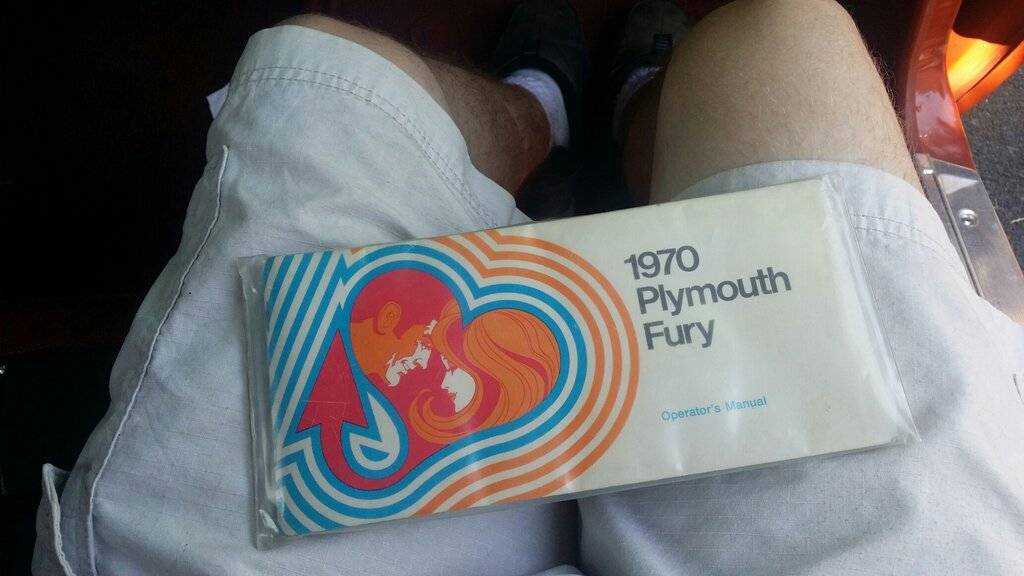 1970
Plymouth
Fury
Operator's Manual